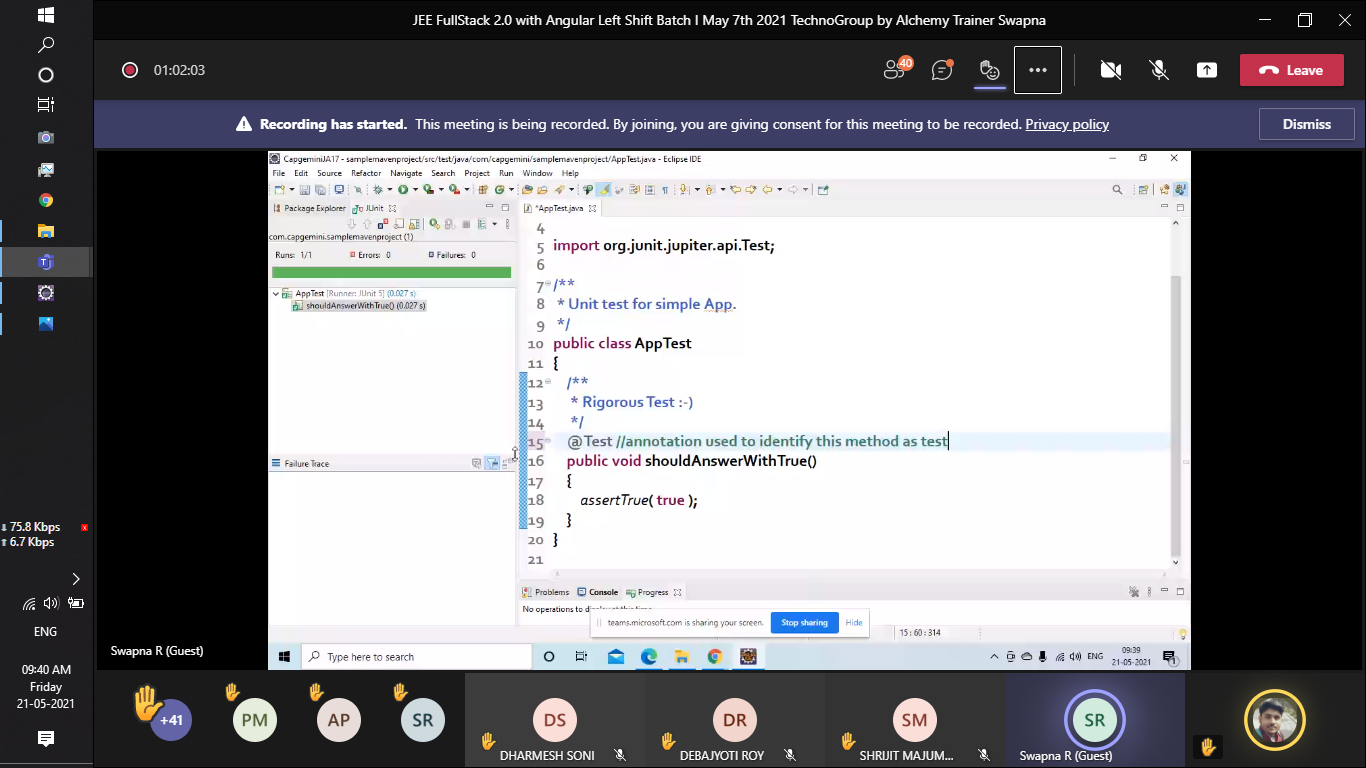 JEE FullStack 2.0 with Angular Left Shift Batch I May 7th 2021 TechnoGroup by Alchemy Trainer Swapna
01:02:03
40
Leave
Recording has started. This meeting is being recorded. By joining, you are giving consent for this meeting to be recorded. Privacy policy
Dismiss
CapgeminiJA17 - samplemavenproject/src/test/java/com/capgemini/samplemavenproject/AppTest.java - Eclipse IDE
File Edit Source Refactor Navigate Search Project Run Window Help
Package Explorer JUnit
*AppTest.java
com.capgemini.samplemavenproject (1)
Runs: 1/1 Errors: 0 Failures: 0
AppTest [Runner: JUnit 5] (0.027 s)
shouldAnswerWithTrue() (0.027 s)
Failure Trace
4
5 import org.junit.jupiter.api.Test;
6
7 /**
8 * Unit test for simple App.
9 */
10 public class AppTest
11 {
12 /**
13 * Rigorous Test :-)
14 */
15 @Test //annotation used to identify this method as test
16 public void shouldAnswerWithTrue()
17 {
18 assertTrue( true );
19 }
20 }
21
Problems Console Progress
No operations to display at this time.
teams.microsoft.com is sharing your screen. Stop sharing Hide
15 : 60 : 314
Type here to search
ENG
09:39
21-05-2021
1
Swapna R (Guest)
75.8 Kbps
6.7 Kbps
x
ENG
09:40 AM
Friday
21-05-2021
+41
PM
AP
SR
DS
DHARMESH SONI
DR
DEBAJYOTI ROY
SM
SHRIJIT MAJUM...
SR
Swapna R (Guest)